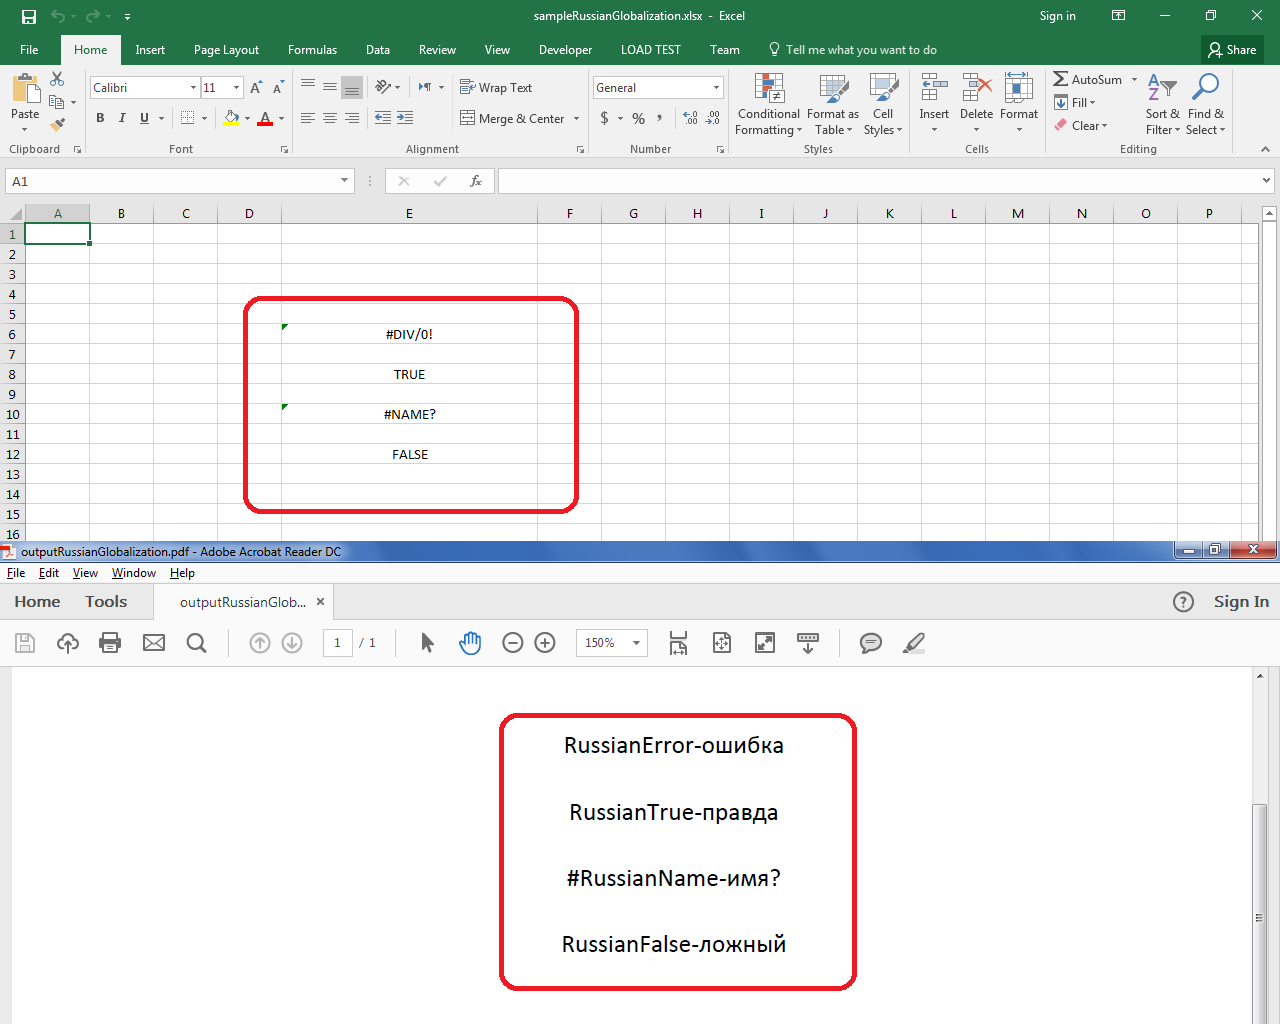 sampleRussianGlobalization.xlsx - Excel
Sign in
File Home Insert Page Layout Formulas Data Review View Developer LOAD TEST Team Tell me what you want to do Share
Paste
Calibri 11
B I U A
Wrap Text
Merge & Center
General
$ % ,
Conditional Formatting
Format as Table
Cell Styles
Insert Delete Format
AutoSum
Fill
Clear
Sort & Filter
Find & Select
Clipboard Font Alignment Number Styles Cells Editing
A1 fx
A B C D E F G H I J K L M N O P
1
2
3
4
5
6 #DIV/0!
7
8 TRUE
9
10 #NAME?
11
12 FALSE
13
14
15
16
outputRussianGlobalization.pdf - Adobe Acrobat Reader DC
File Edit View Window Help
Home Tools outputRussianGlob... × ? Sign In
1 / 1 150%
RussianError-ошибка
RussianTrue-правда
#RussianName-имя?
RussianFalse-ложный